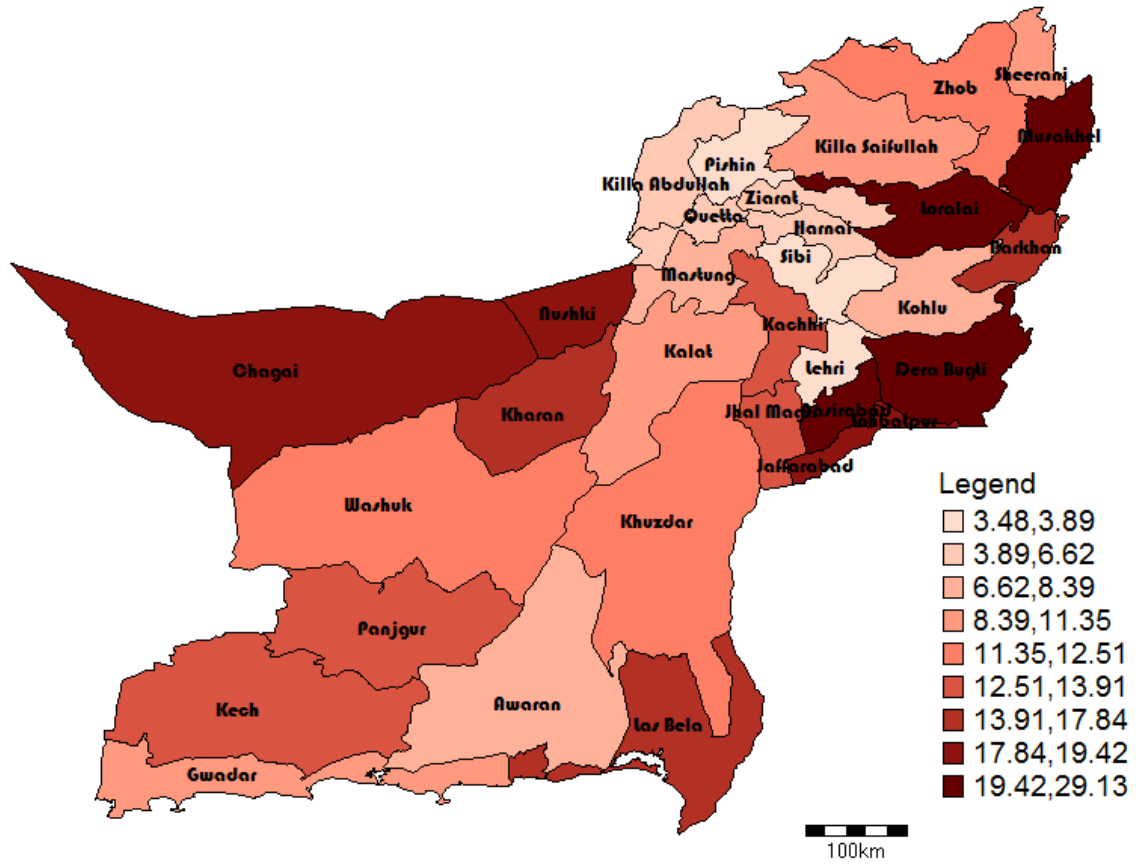 Sheerani
Zhob
Musakhel
Killa Saifullah
Pishin
Killa Abdullah
Ziarat
Loralai
Quetta
Harnai
Barkhan
Sibi
Mastung
Kohlu
Nushki
Kachhi
Kalat
Lehri
Dera Bugti
Chagai
Kharan
Jhal Magsi
Nasirabad
Sohbatpur
Jaffarabad
Washuk
Khuzdar
Panjgur
Awaran
Kech
Las Bela
Gwadar
Legend
3.48,3.89
3.89,6.62
6.62,8.39
8.39,11.35
11.35,12.51
12.51,13.91
13.91,17.84
17.84,19.42
19.42,29.13
100km